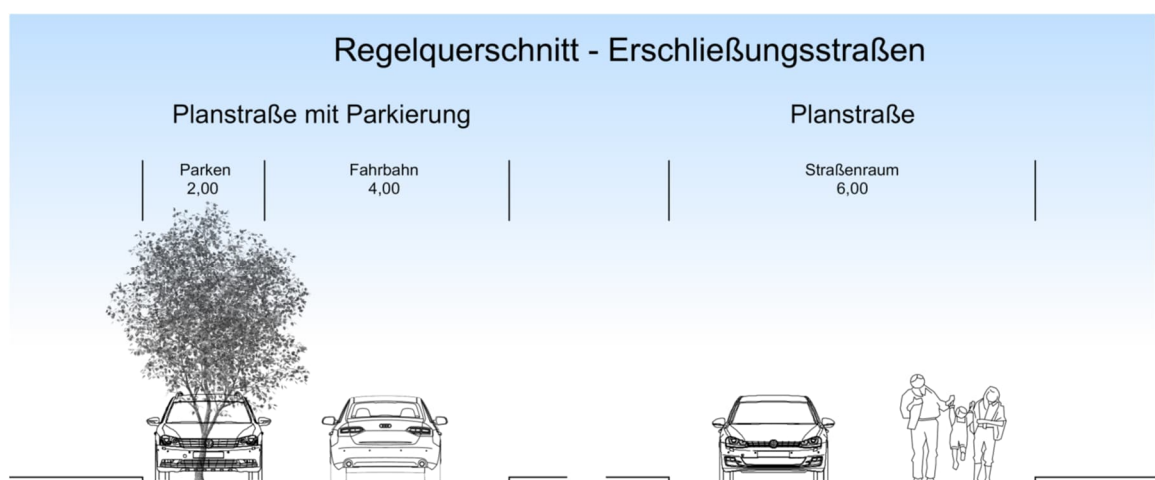 Regelquerschnitt - Erschließungsstraßen
Planstraße mit Parkierung
Parken
2,00
Fahrbahn
4,00
Planstraße
Straßenraum
6,00